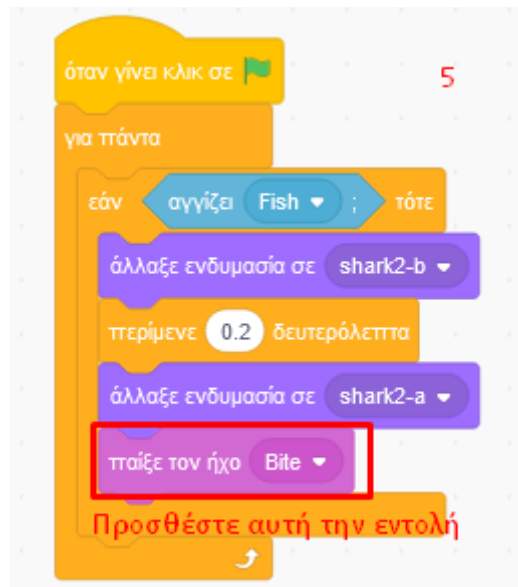 όταν γίνει κλικ σε
5
για πάντα
εάν αγγίζει Fish ; τότε
άλλαξε ενδυμασία σε shark2-b
περίμενε 0.2 δευτερόλεπτα
άλλαξε ενδυμασία σε shark2-a
παίξε τον ήχο Bite
Προσθέστε αυτή την εντολή